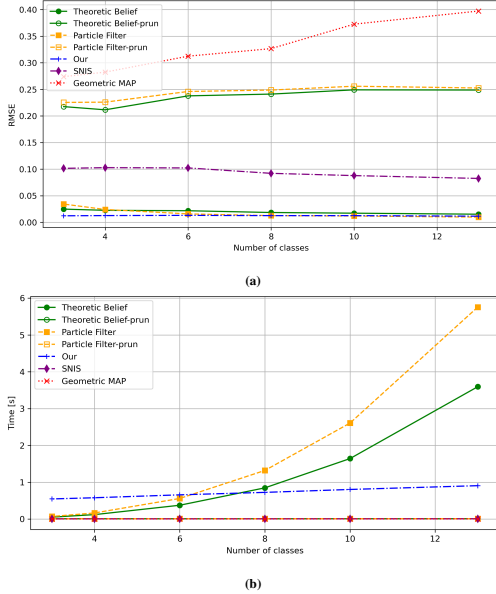 0.40
0.35
0.30
0.25
0.20
0.15
0.10
0.05
0.00
RMSE
Theoretic Belief
Theoretic Belief-prun
Particle Filter
Particle Filter-prun
Our
SNIS
Geometric MAP
4 6 8 10 12
Number of classes
(a)
6
5
4
3
2
1
0
Time [s]
Theoretic Belief
Theoretic Belief-prun
Particle Filter
Particle Filter-prun
Our
SNIS
Geometric MAP
4 6 8 10 12
Number of classes
(b)